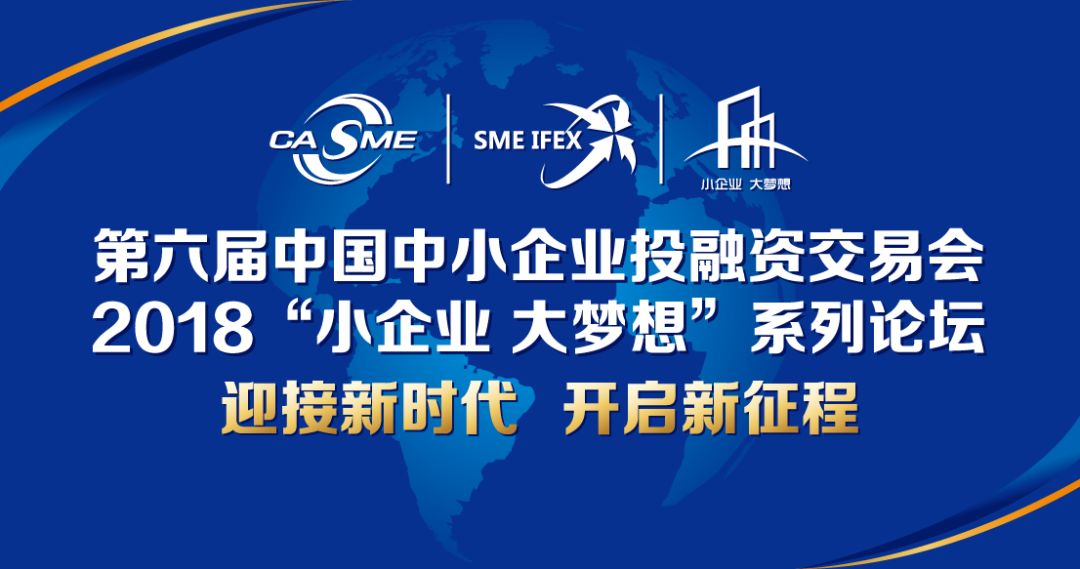 CASME
SME IFEX
小企业 大梦想
第六届中国中小企业投融资交易会
2018“小企业 大梦想”系列论坛
迎接新时代 开启新征程